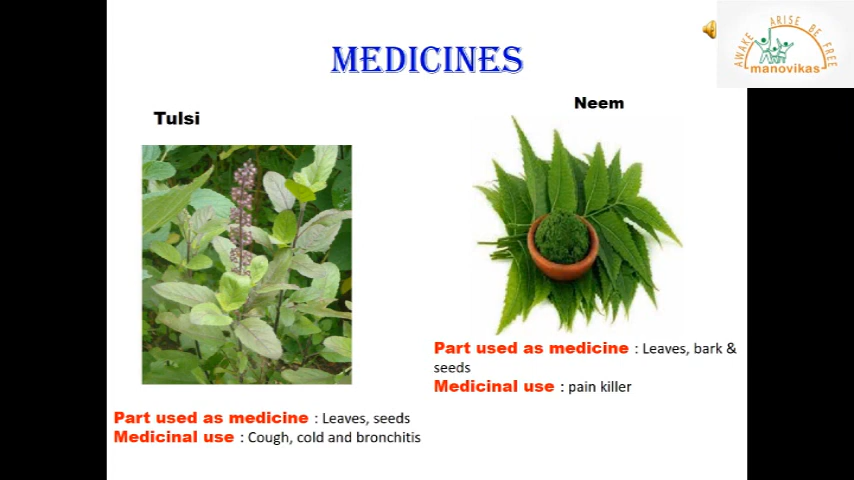 AWAKE ARISE BE FREE
manovikas
MEDICINES
Tulsi
Neem
Part used as medicine : Leaves, bark &
seeds
Medicinal use : pain killer
Part used as medicine : Leaves, seeds
Medicinal use : Cough, cold and bronchitis